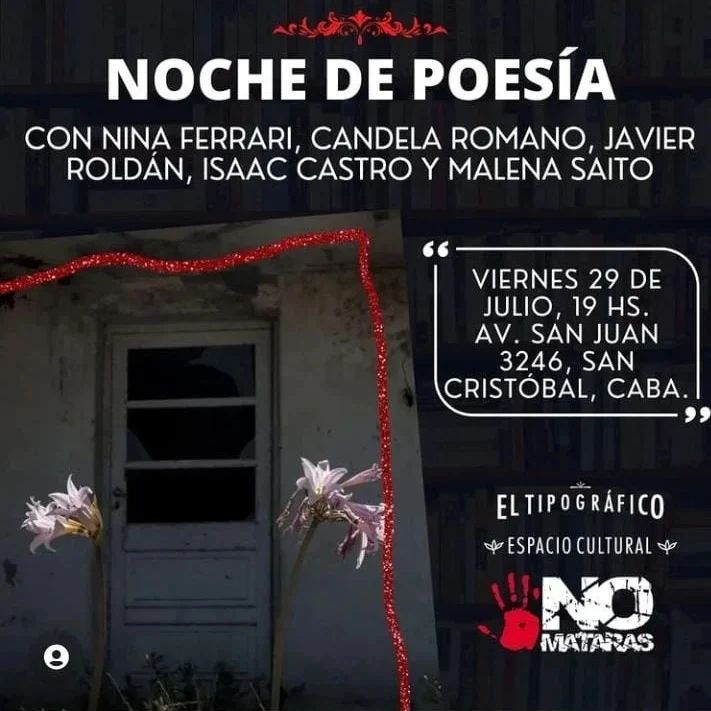 NOCHE DE POESÍA
CON NINA FERRARI, CANDELA ROMANO, JAVIER
ROLDÁN, ISAAC CASTRO Y MALENA SAITO
“
VIERNES 29 DE
JULIO, 19 HS.
AV. SAN JUAN
3246, SAN
CRISTÓBAL, CABA.
”
EL TIPOGRÁFICO
ESPACIO CULTURAL
NO
MATARAS